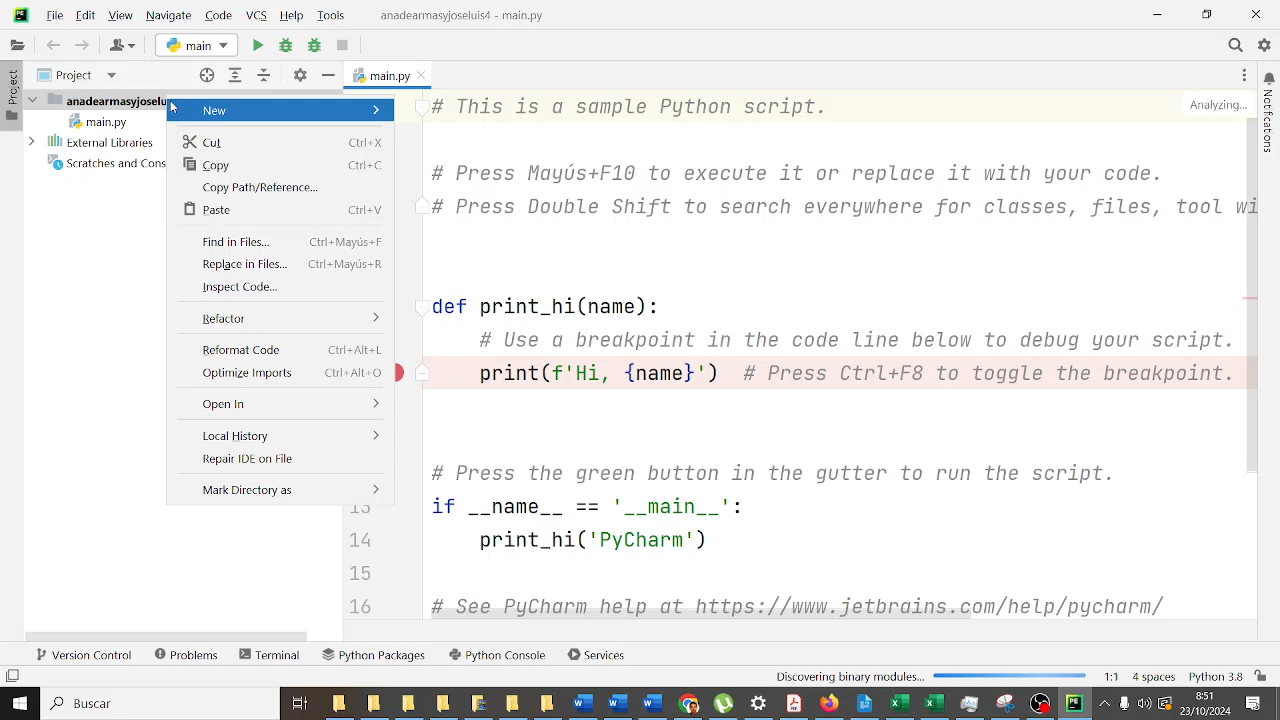 PE File Edit View Code Tools anadearmasyjoseluis4 - main.py
main
Project main.py
Project
anadearmasyjoselu
main.py
External Libraries
Scratches and Cons
New
Cut Ctrl+X
Copy Ctrl+C
Copy Path/Reference...
Paste Ctrl+V
Find in Files... Ctrl+Mayús+F
Replace in Files... Ctrl+Mayús+R
Inspect Code...
Refactor
Reformat Code Ctrl+Alt+L
Optimize Imports Ctrl+Alt+O
Open In
Local History
Repair IDE on File
Mark Directory as
# This is a sample Python script.
Analyzing...
# Press Mayús+F10 to execute it or replace it with your code.
# Press Double Shift to search everywhere for classes, files, tool wi
def print_hi(name):
# Use a breakpoint in the code line below to debug your script.
print(f'Hi, {name}')  # Press Ctrl+F8 to toggle the breakpoint.
# Press the green button in the gutter to run the script.
13 if __name__ == '__main__':
14 print_hi('PyCharm')
15
16 # See PyCharm help at https://www.jetbrains.com/help/pycharm/
Notifications
Version Control Problems Terminal Python Packages Python Console Services
Discovering binary modules... 1:1 4 spaces Python 3.8
Buscar
PE
8:51
23/10/2024